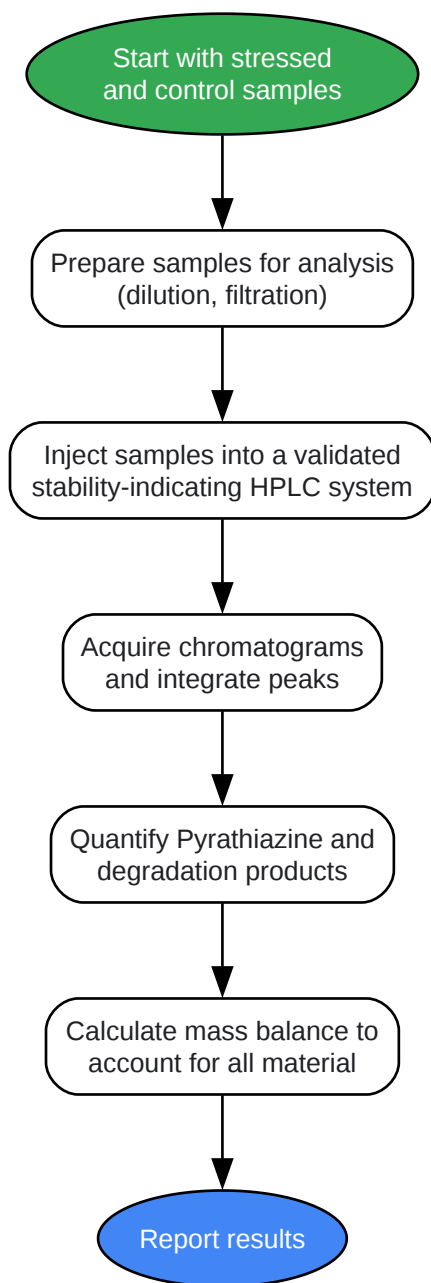 Start with stressed
and control samples
Prepare samples for analysis
(dilution, filtration)
Inject samples into a validated
stability-indicating HPLC system
Acquire chromatograms
and integrate peaks
Quantify Pyrathiazine and
degradation products
Calculate mass balance to
account for all material
Report results